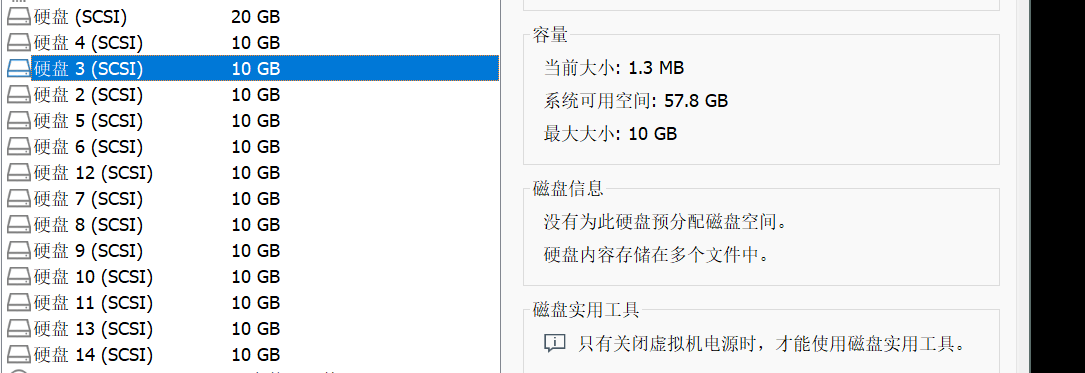 硬盘 (SCSI) 20 GB
硬盘 4 (SCSI) 10 GB
硬盘 3 (SCSI) 10 GB
硬盘 2 (SCSI) 10 GB
硬盘 5 (SCSI) 10 GB
硬盘 6 (SCSI) 10 GB
硬盘 12 (SCSI) 10 GB
硬盘 7 (SCSI) 10 GB
硬盘 8 (SCSI) 10 GB
硬盘 9 (SCSI) 10 GB
硬盘 10 (SCSI) 10 GB
硬盘 11 (SCSI) 10 GB
硬盘 13 (SCSI) 10 GB
硬盘 14 (SCSI) 10 GB
容量
当前大小: 1.3 MB
系统可用空间: 57.8 GB
最大大小: 10 GB
磁盘信息
没有为此硬盘预分配磁盘空间。
硬盘内容存储在多个文件中。
磁盘实用工具
只有关闭虚拟机电源时，才能使用磁盘实用工具。